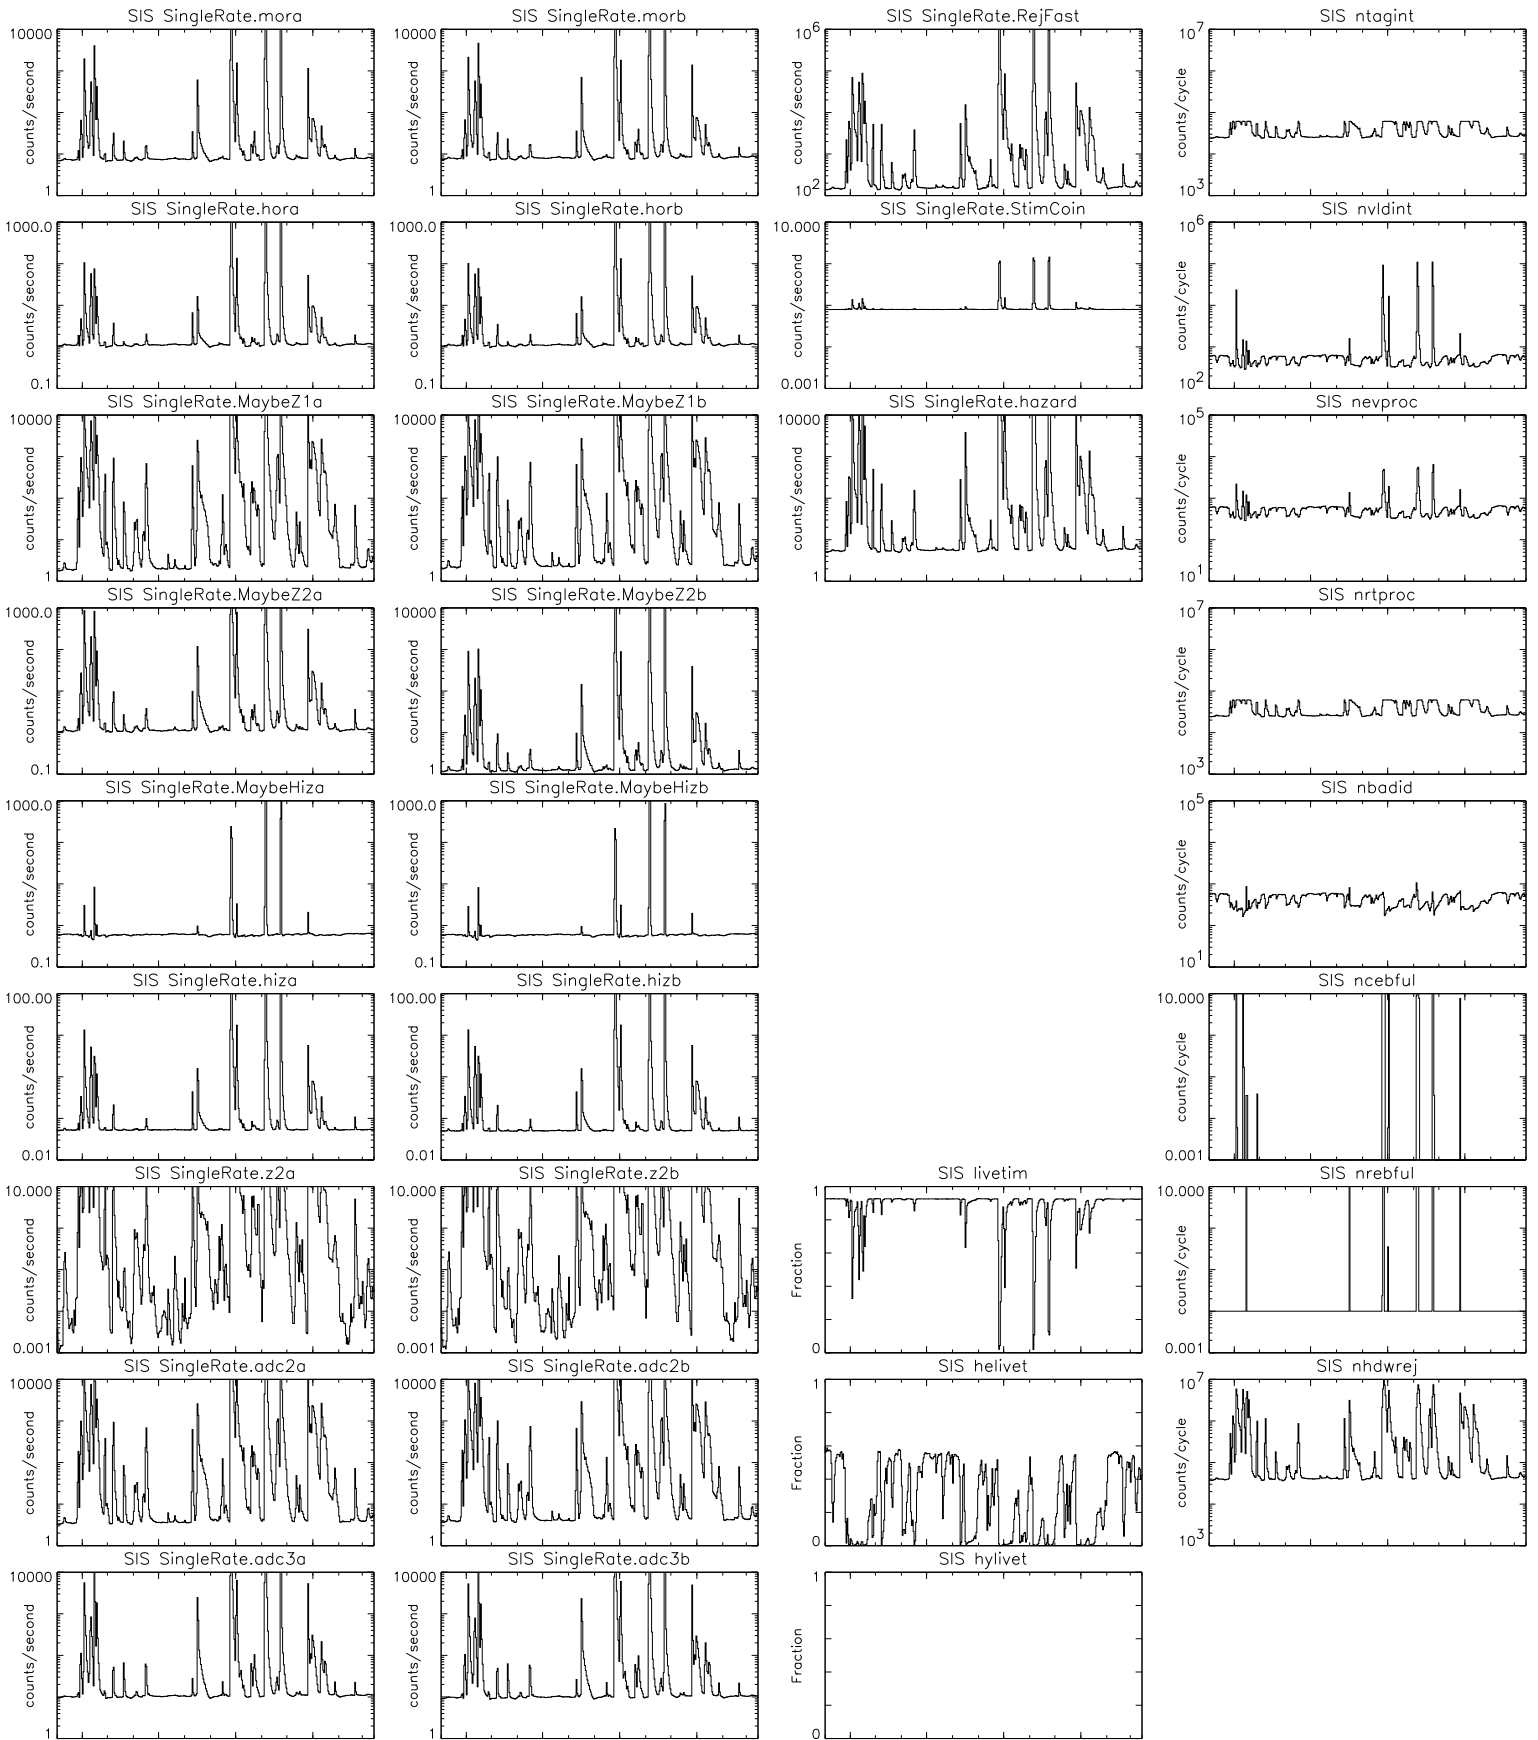 SIS SingleRate.mora
10000
counts/second
1
SIS SingleRate.morb
10000
counts/second
1
SIS SingleRate.RejFast
10^6
counts/second
10^2
SIS ntagint
10^7
counts/cycle
10^3
SIS SingleRate.hora
1000.0
counts/second
0.1
SIS SingleRate.horb
1000.0
counts/second
0.1
SIS SingleRate.StimCoin
10.000
counts/second
0.001
SIS nvldint
10^6
counts/cycle
10^2
SIS SingleRate.MaybeZ1a
10000
counts/second
1
SIS SingleRate.MaybeZ1b
10000
counts/second
1
SIS SingleRate.hazard
10000
counts/second
1
SIS nevproc
10^5
counts/cycle
10^1
SIS SingleRate.MaybeZ2a
1000.0
counts/second
0.1
SIS SingleRate.MaybeZ2b
10000
counts/second
1
SIS nrtproc
10^7
counts/cycle
10^3
SIS SingleRate.MaybeHiza
1000.0
counts/second
0.1
SIS SingleRate.MaybeHizb
1000.0
counts/second
0.1
SIS nbadid
10^5
counts/cycle
10^1
SIS SingleRate.hiza
100.00
counts/second
0.01
SIS SingleRate.hizb
100.00
counts/second
0.01
SIS ncebful
10.000
counts/cycle
0.001
SIS SingleRate.z2a
10.000
counts/second
0.001
SIS SingleRate.z2b
10.000
counts/second
0.001
SIS livetim
1
Fraction
0
SIS nrebful
10.000
counts/cycle
0.001
SIS SingleRate.adc2a
10000
counts/second
1
SIS SingleRate.adc2b
10000
counts/second
1
SIS helivet
1
Fraction
0
SIS nhdwrej
10^7
counts/cycle
10^3
SIS SingleRate.adc3a
10000
counts/second
1
SIS SingleRate.adc3b
10000
counts/second
1
SIS hylivet
1
Fraction
0